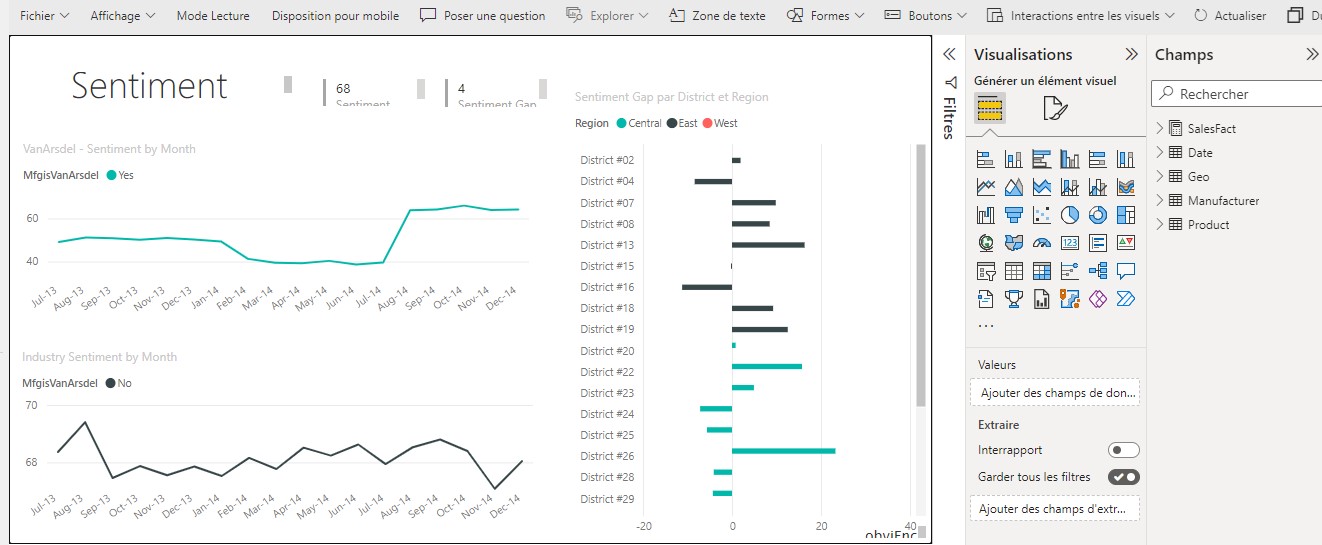 Fichier Affichage Mode Lecture Disposition pour mobile Poser une question Explorer Zone de texte Formes Boutons Interactions entre les visuels Actualiser Du
Sentiment
68
Sentiment
4
Sentiment Gap
VanArsdel - Sentiment by Month
MfgisVanArsdel Yes
60
40
Jul-13 Aug-13 Sep-13 Oct-13 Nov-13 Dec-13 Jan-14 Feb-14 Mar-14 Apr-14 May-14 Jun-14 Jul-14 Aug-14 Sep-14 Oct-14 Nov-14 Dec-14
Industry Sentiment by Month
MfgisVanArsdel No
70
68
Jul-13 Aug-13 Sep-13 Oct-13 Nov-13 Dec-13 Jan-14 Feb-14 Mar-14 Apr-14 May-14 Jun-14 Jul-14 Aug-14 Sep-14 Oct-14 Nov-14 Dec-14
Sentiment Gap par District et Region
Region Central East West
District #02
District #04
District #07
District #08
District #13
District #15
District #16
District #18
District #19
District #20
District #22
District #23
District #24
District #25
District #26
District #28
District #29
-20 0 20 40
obviEnc
Filtres
Visualisations
Générer un élément visuel
123
Valeurs
Ajouter des champs de don...
Extraire
Interrapport
Garder tous les filtres
Ajouter des champs d'extr...
Champs
Rechercher
SalesFact
Date
Geo
Manufacturer
Product